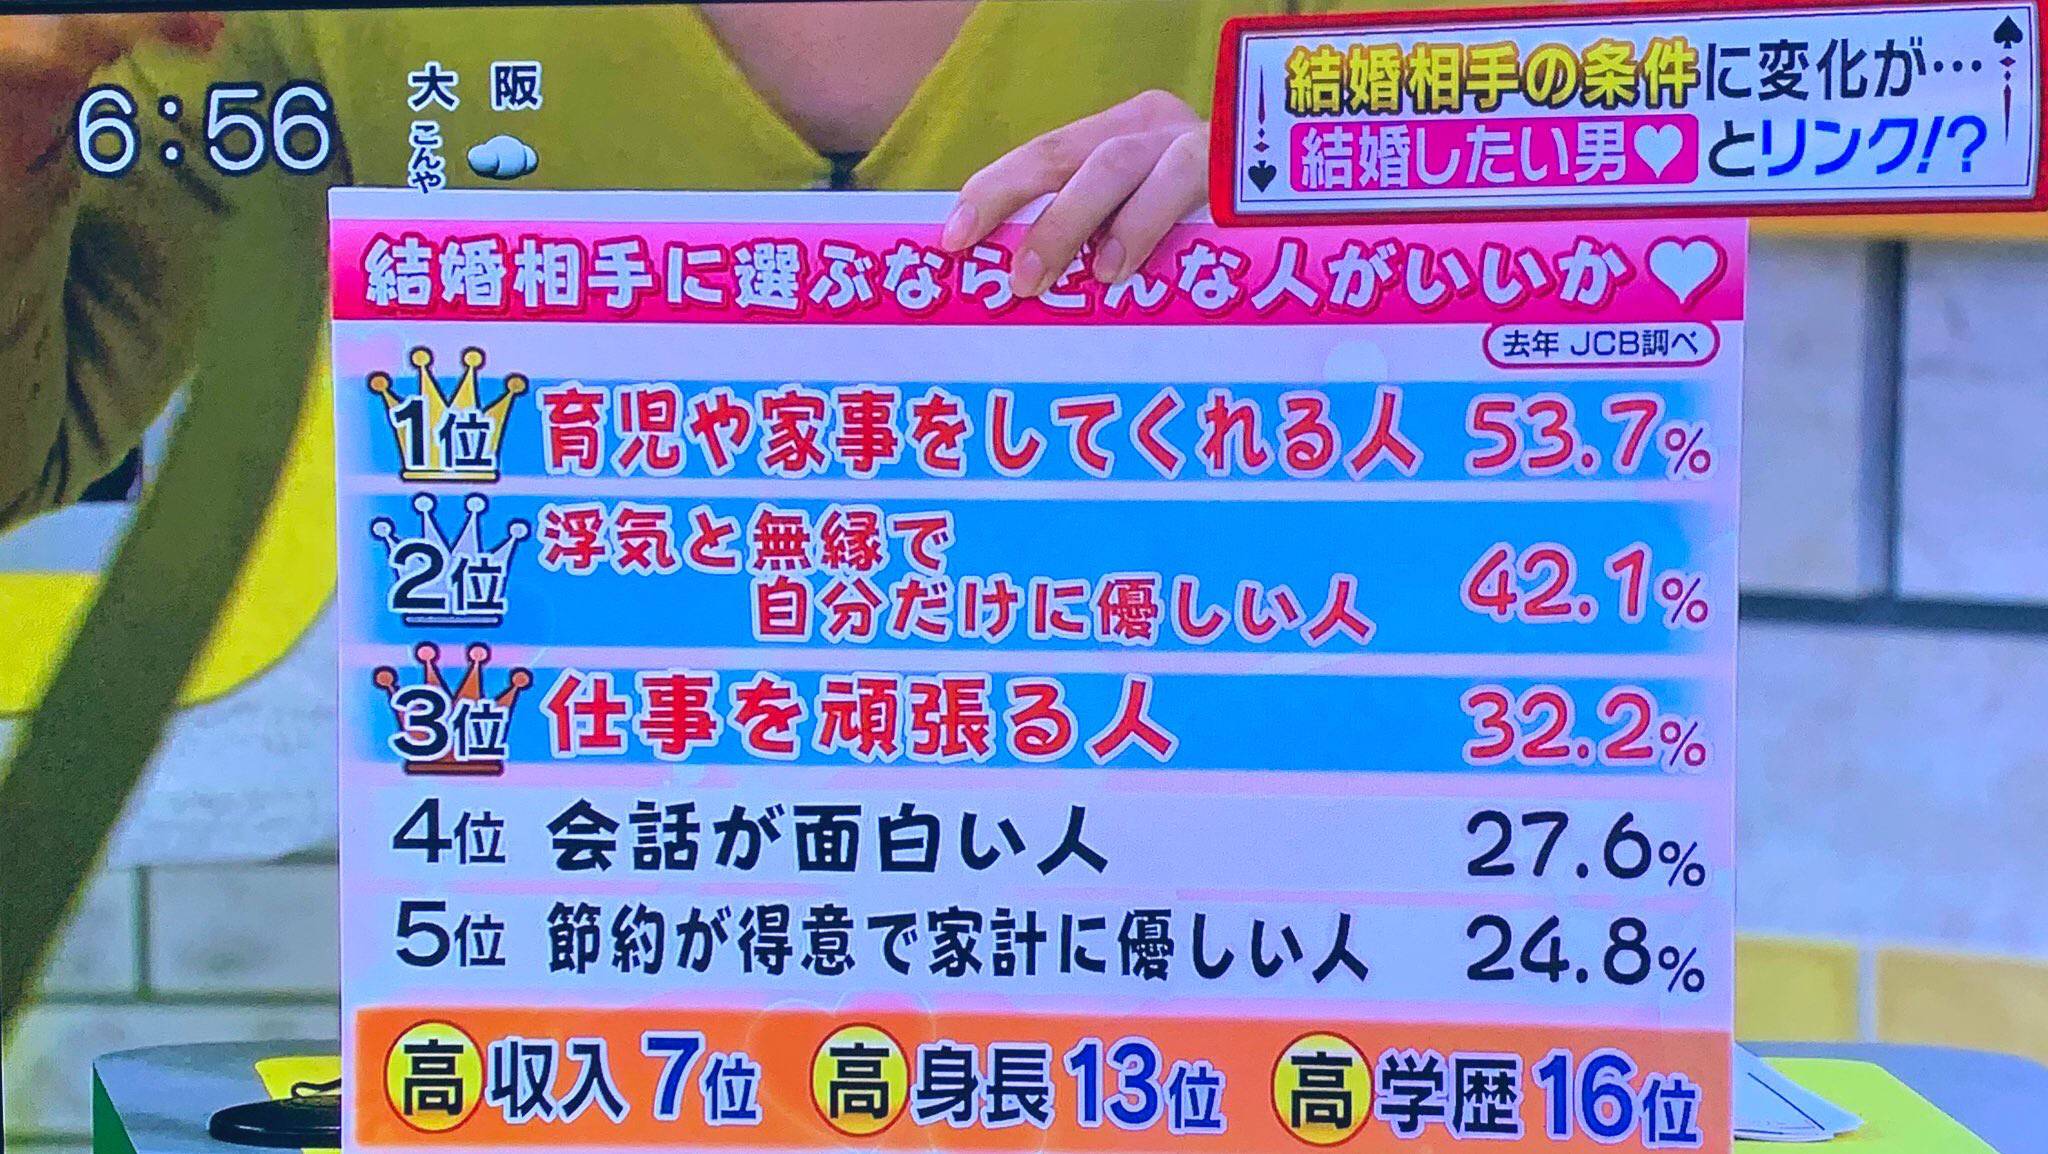 6:56
大阪
こんや
結婚相手の条件に変化が…
結婚したい男♥とリンク!?
結婚相手に選ぶならどんな人がいいか♥
去年 JCB調べ
1位 育児や家事をしてくれる人 53.7%
2位 浮気と無縁で
自分だけに優しい人 42.1%
3位 仕事を頑張る人 32.2%
4位 会話が面白い人 27.6%
5位 節約が得意で家計に優しい人 24.8%
高収入7位 高身長13位 高学歴16位